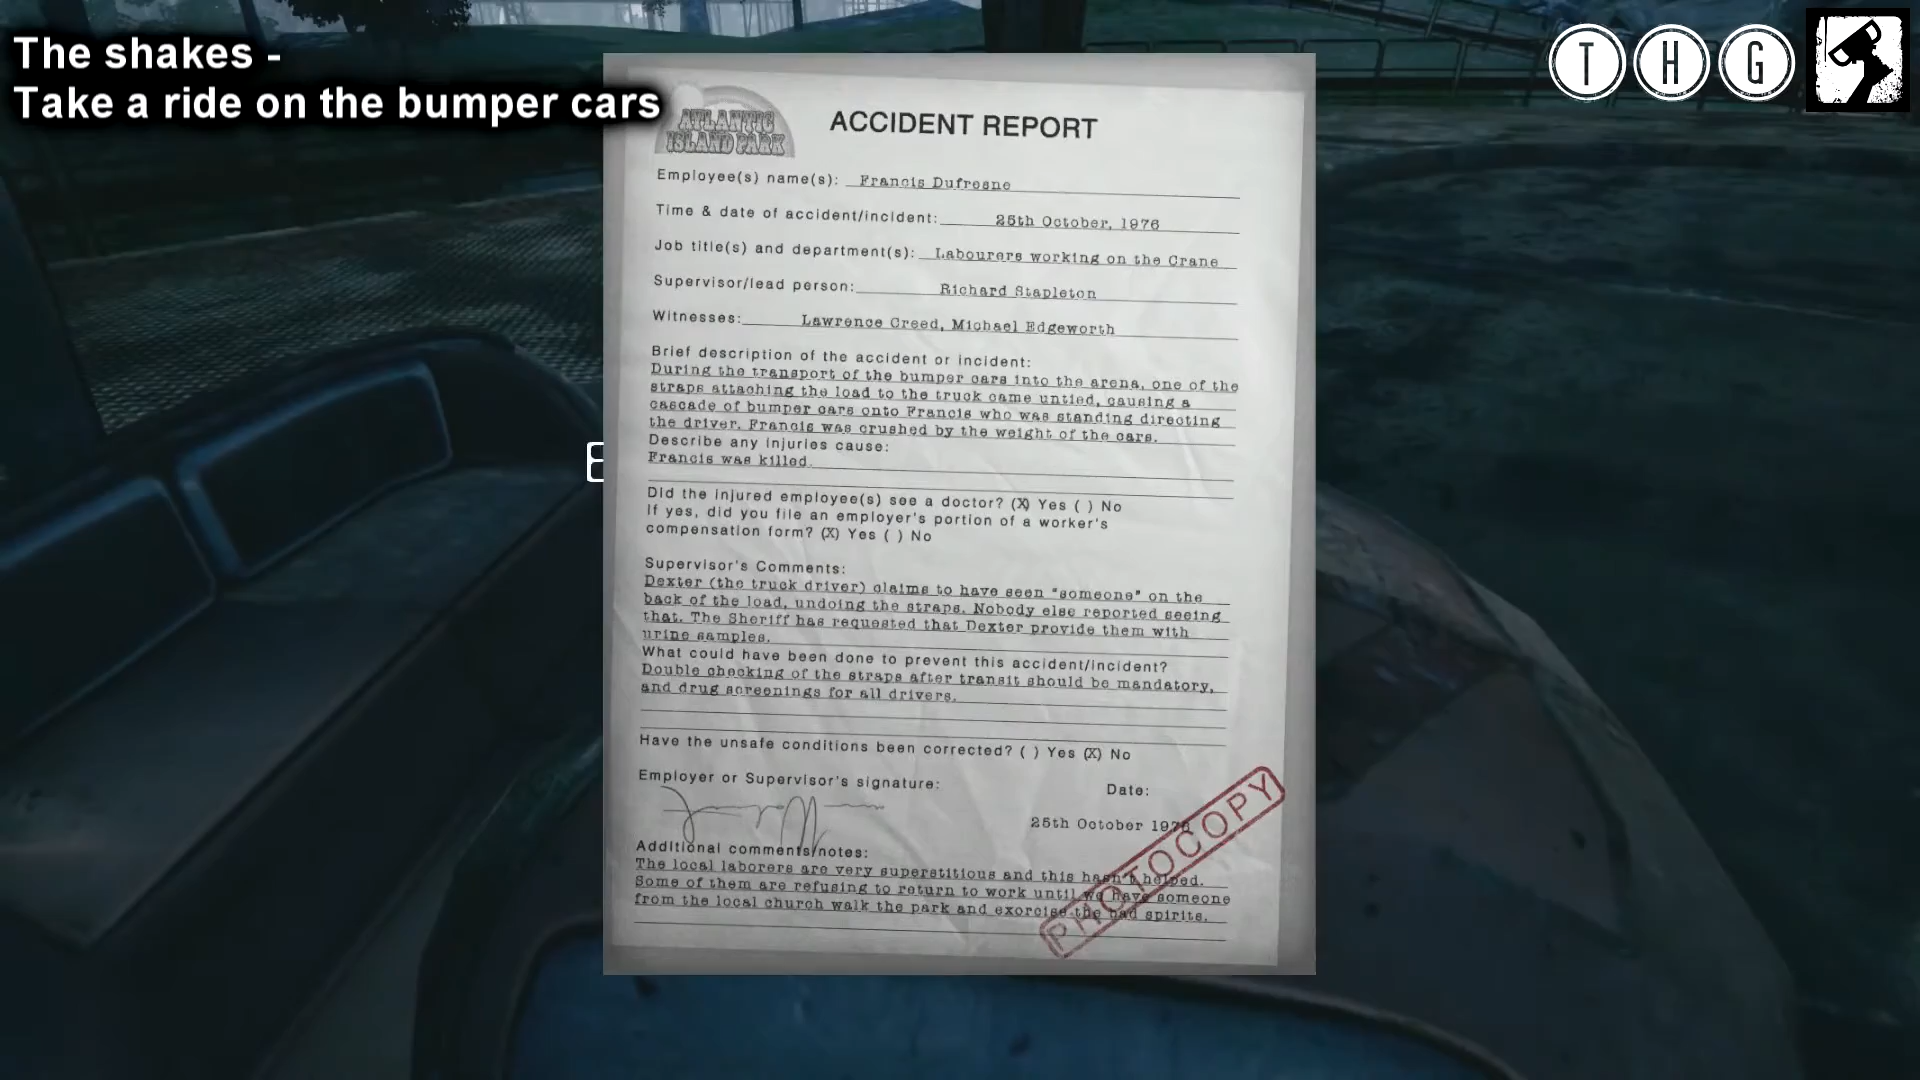 The shakes -
Take a ride on the bumper cars
T H G
ATLANTIC
ISLAND PARK
ACCIDENT REPORT
Employee(s) name(s): Francis Dufresne
Time & date of accident/incident: 25th October, 1976
Job title(s) and department(s): Labourers working on the Crane
Supervisor/lead person: Richard Stapleton
Witnesses: Lawrence Creed, Michael Edgeworth
Brief description of the accident or incident:
During the transport of the bumper cars into the arena, one of the
straps attaching the load to the truck came untied, causing a
cascade of bumper cars onto Francis who was standing directing
the driver. Francis was crushed by the weight of the cars.
Describe any injuries cause:
Francis was killed.
Did the injured employee(s) see a doctor? (X) Yes ( ) No
If yes, did you file an employer's portion of a worker's
compensation form? (X) Yes ( ) No
Supervisor's Comments:
Dexter (the truck driver) claims to have seen "someone" on the
back of the load, undoing the straps. Nobody else reported seeing
that. The Sheriff has requested that Dexter provide them with
urine samples.
What could have been done to prevent this accident/incident?
Double checking of the straps after transit should be mandatory,
and drug screenings for all drivers.
Have the unsafe conditions been corrected? ( ) Yes (X) No
Employer or Supervisor's signature:
Date:
25th October 1976
Additional comments/notes:
The local laborers are very superstitious and this hasn't helped.
Some of them are refusing to return to work until we have someone
from the local church walk the park and exorcise the bad spirits.
PHOTOCOPY